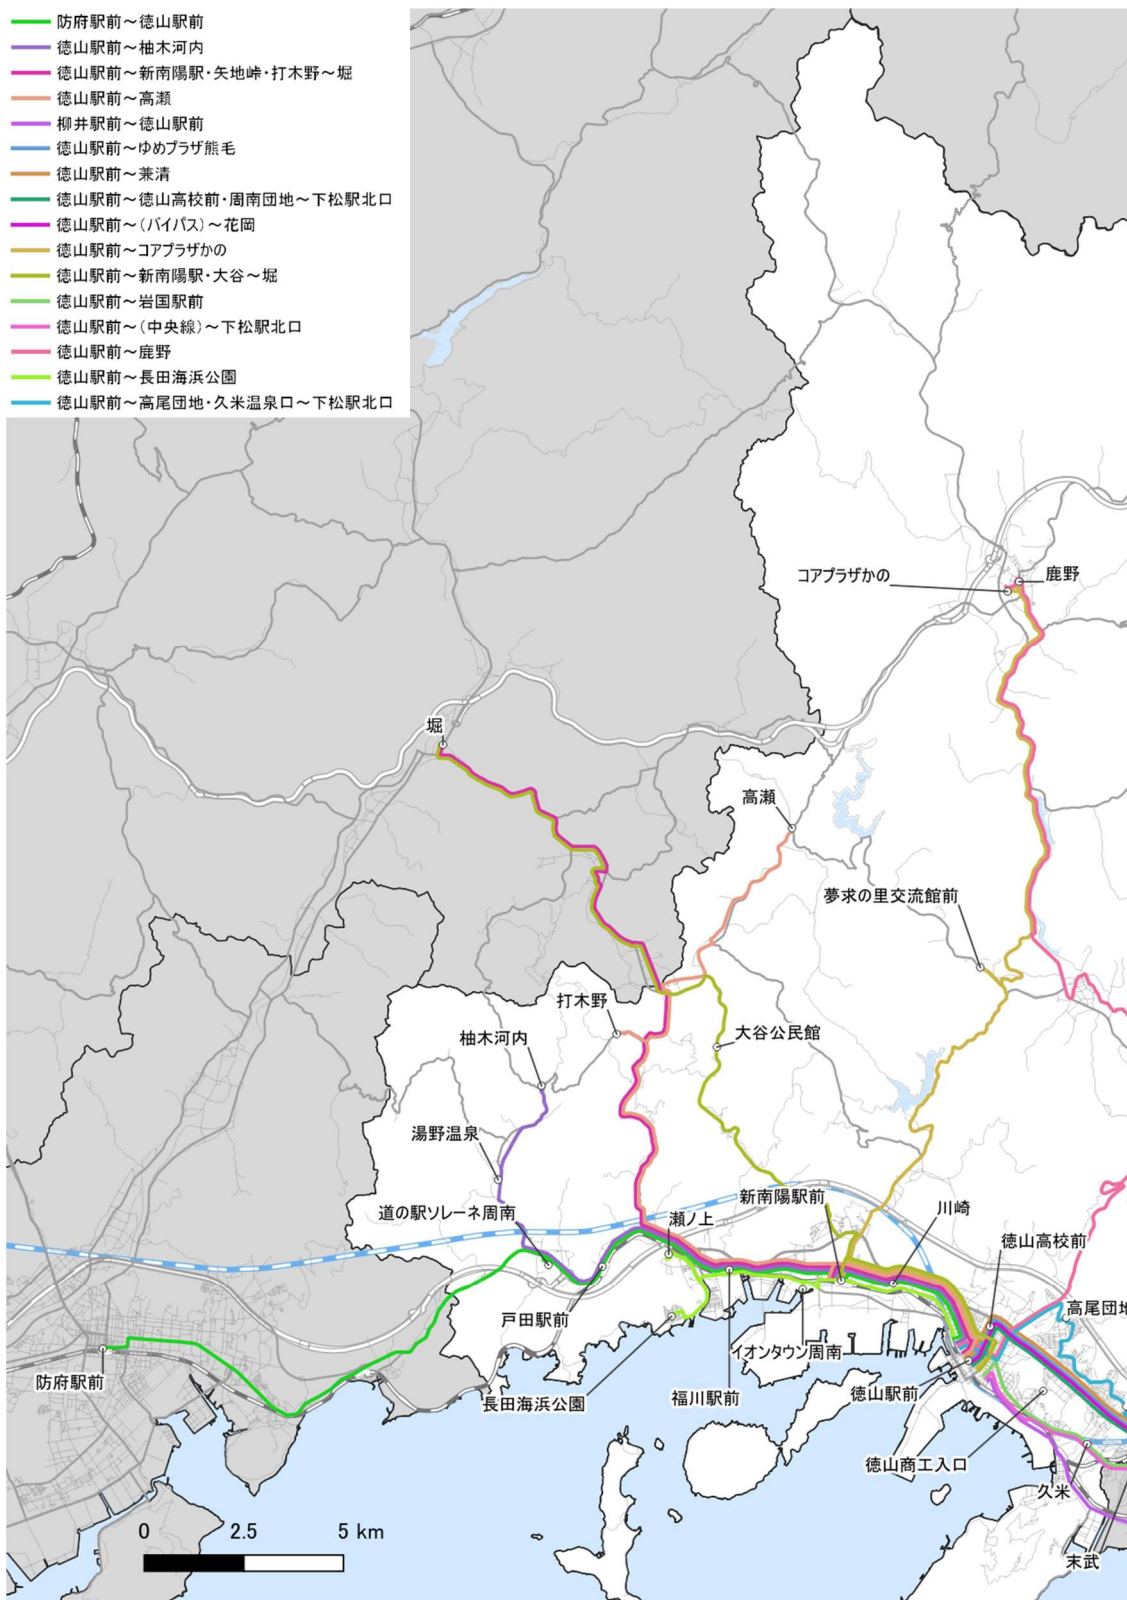 防府駅前～徳山駅前
徳山駅前～柚木河内
徳山駅前～新南陽駅・矢地峠・打木野～堀
徳山駅前～高瀬
柳井駅前～徳山駅前
徳山駅前～ゆめプラザ熊毛
徳山駅前～兼清
徳山駅前～徳山高校前・周南団地～下松駅北口
徳山駅前～(バイパス)～花岡
徳山駅前～コアプラザかの
徳山駅前～新南陽駅・大谷～堀
徳山駅前～岩国駅前
徳山駅前～(中央線)～下松駅北口
徳山駅前～鹿野
徳山駅前～長田海浜公園
徳山駅前～高尾団地・久米温泉口～下松駅北口
コアプラザかの
鹿野
堀
高瀬
夢求の里交流館前
打木野
柚木河内
大谷公民館
湯野温泉
道の駅ソレーネ周南
新南陽駅前
瀬ノ上
川崎
徳山高校前
高尾団地
戸田駅前
イオンタウン周南
防府駅前
長田海浜公園
福川駅前
徳山駅前
徳山商工入口
久米
末武
0 2.5 5 km